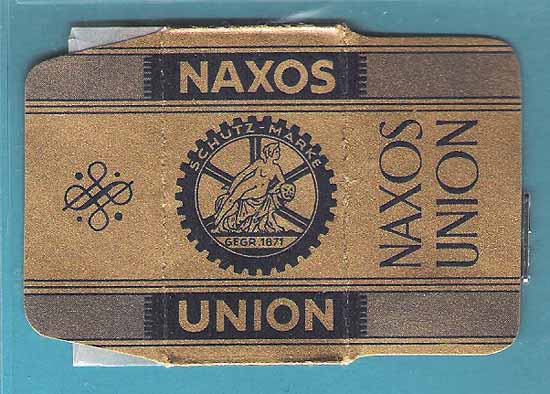 NAXOS
SCHUTZ-MARKE
GEGR. 1871
UNION
NAXOS
UNION